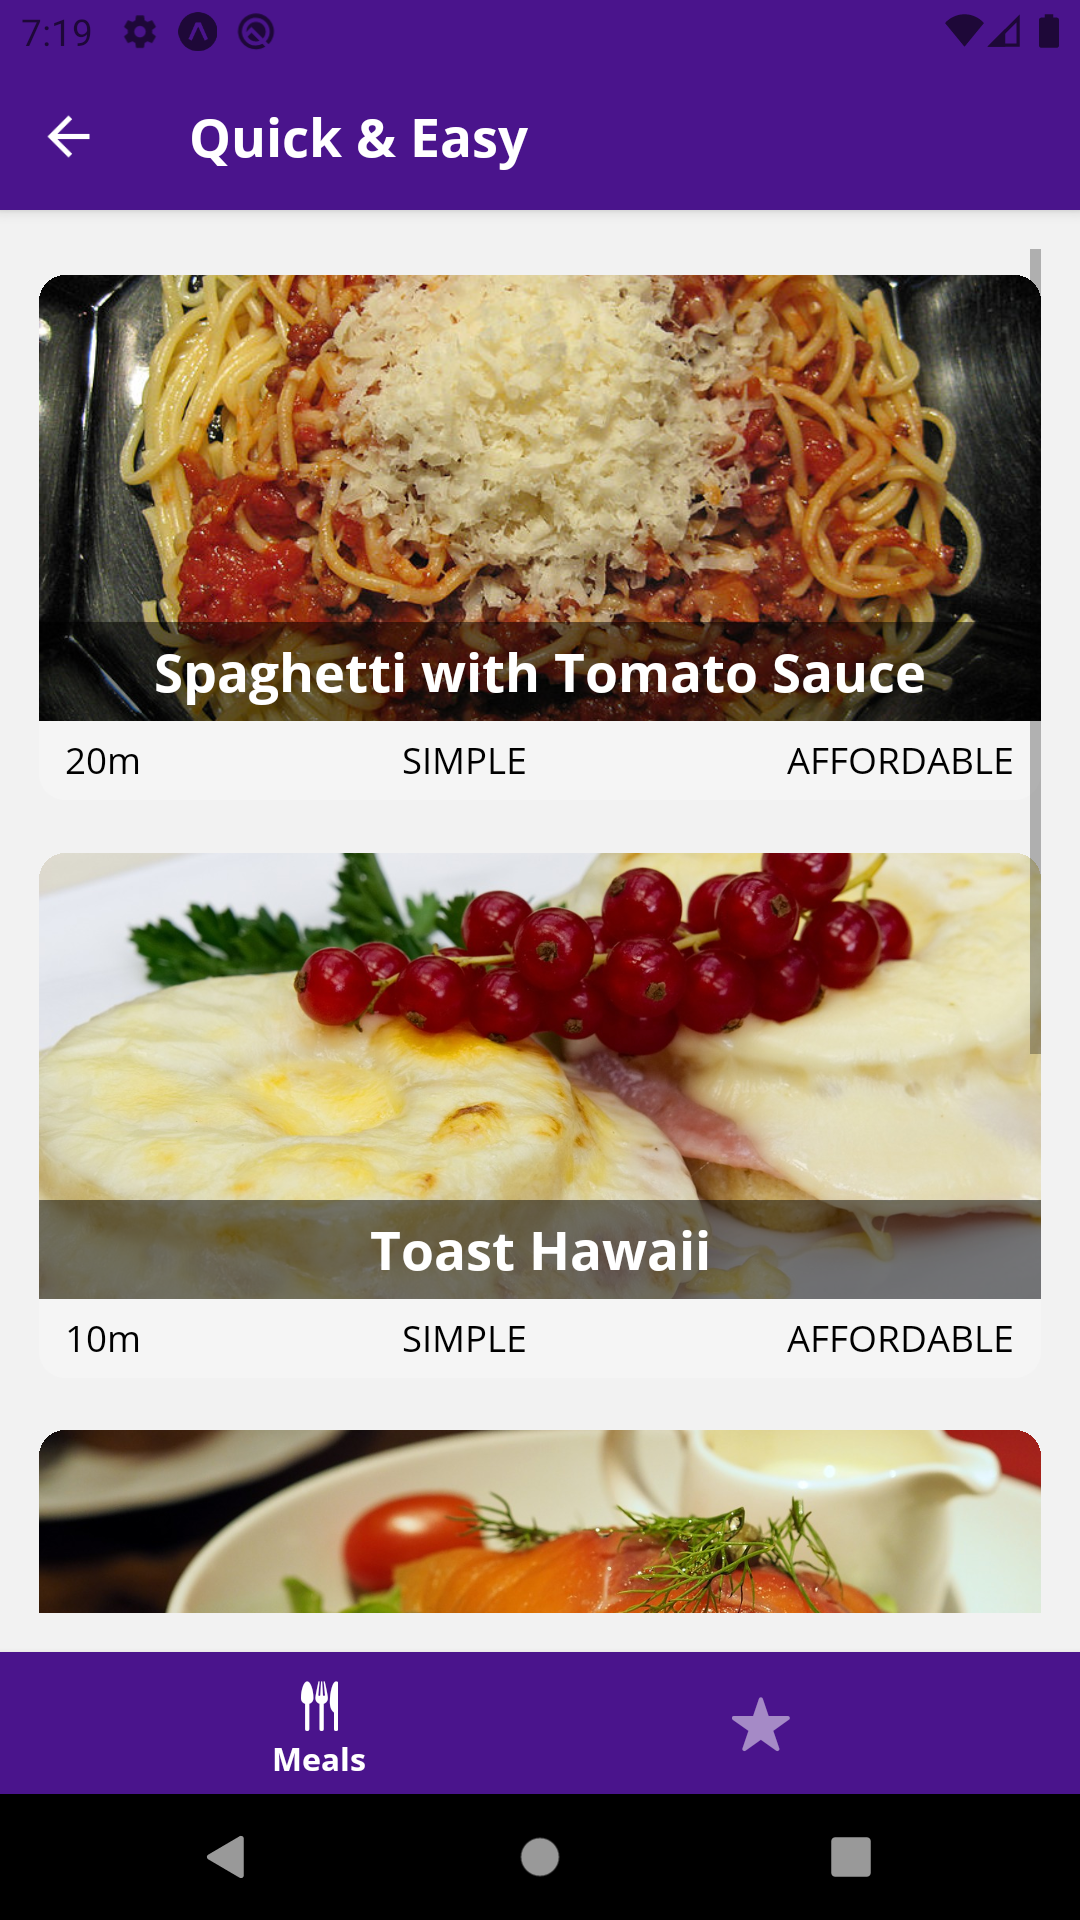 7:19
Quick & Easy
Spaghetti with Tomato Sauce
20m SIMPLE AFFORDABLE
Toast Hawaii
10m SIMPLE AFFORDABLE
Meals